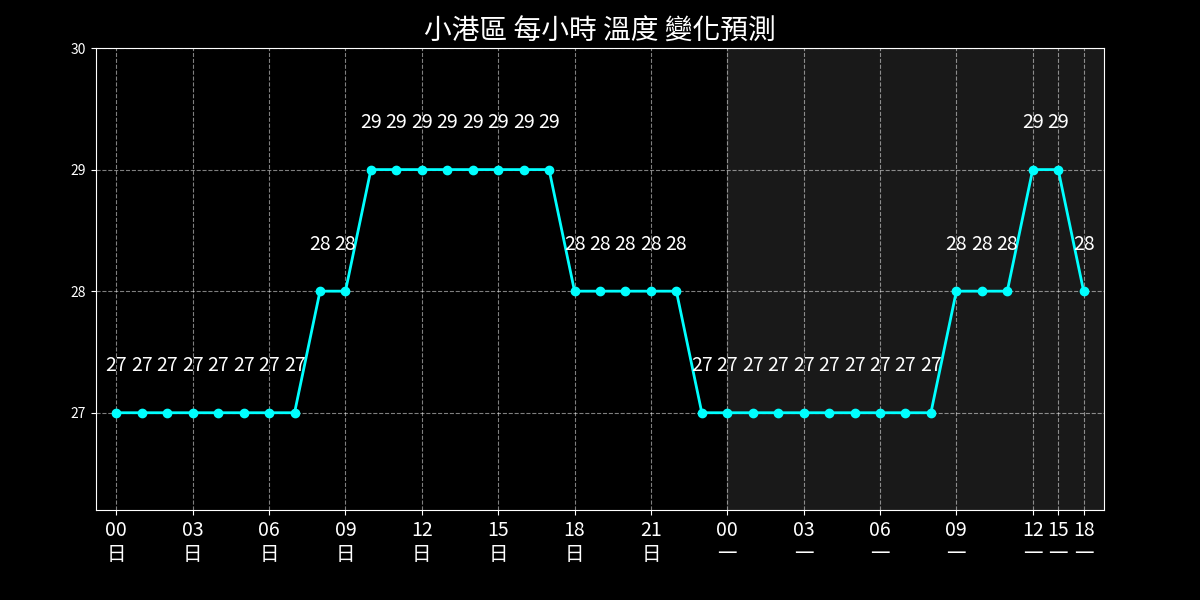 小港區 每小時 溫度 變化預測
30
29 29 29 29 29 29 29 29 29 29
29
28 28 28 28 28 28 28 28 28 28 28
28
27 27 27 27 27 27 27 27 27 27 27 27 27 27 27 27 27 27
27
00 03 06 09 12 15 18 21 00 03 06 09 12 15 18
日 日 日 日 日 日 日 日 一 一 一 一 一 一 一